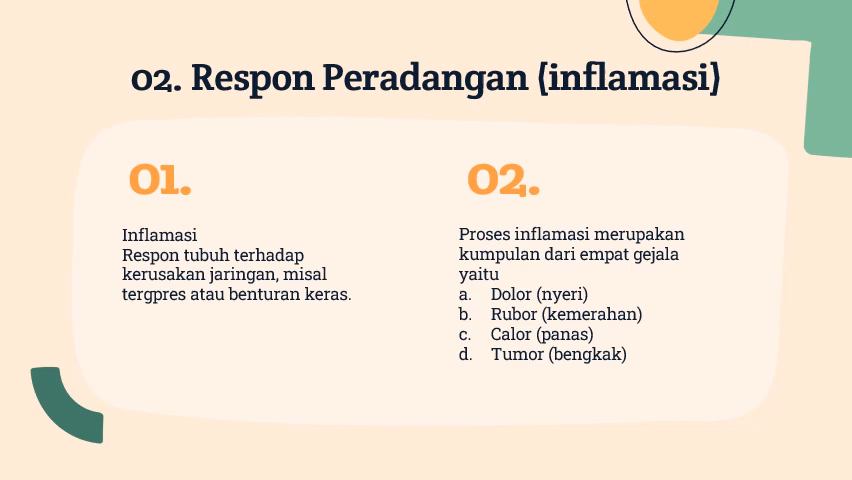 02. Respon Peradangan (inflamasi)
01.
Inflamasi
Respon tubuh terhadap
kerusakan jaringan, misal
tergpres atau benturan keras.
02.
Proses inflamasi merupakan
kumpulan dari empat gejala
yaitu
a. Dolor (nyeri)
b. Rubor (kemerahan)
c. Calor (panas)
d. Tumor (bengkak)